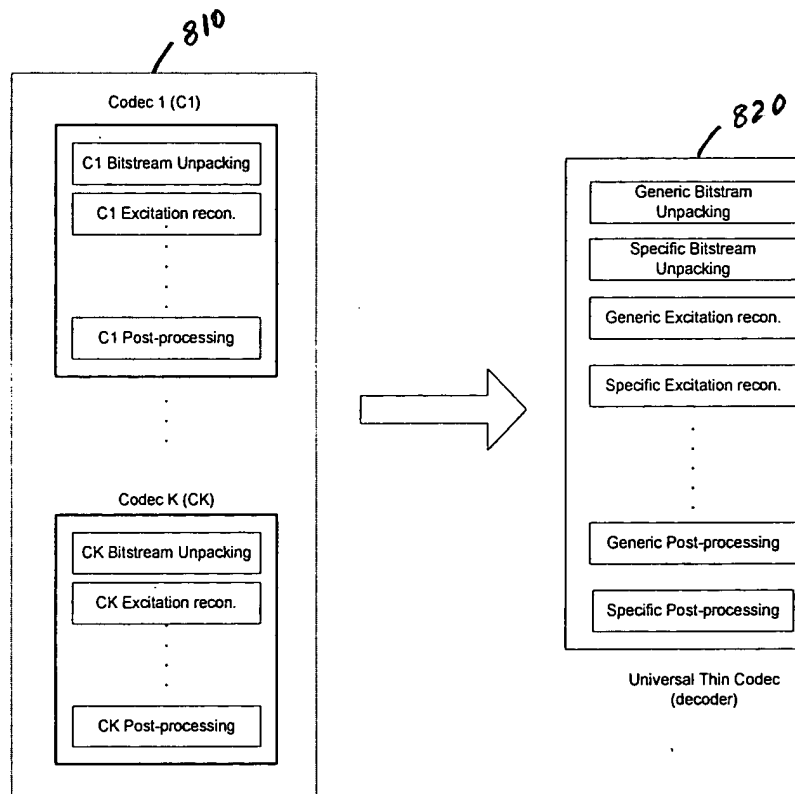 810
Codec 1 (C1)
C1 Bitstream Unpacking
C1 Excitation recon.
C1 Post-processing
Codec K (CK)
CK Bitstream Unpacking
CK Excitation recon.
CK Post-processing
820
Generic Bitstram
Unpacking
Specific Bitstream
Unpacking
Generic Excitation recon.
Specific Excitation recon.
Generic Post-processing
Specific Post-processing
Universal Thin Codec
(decoder)